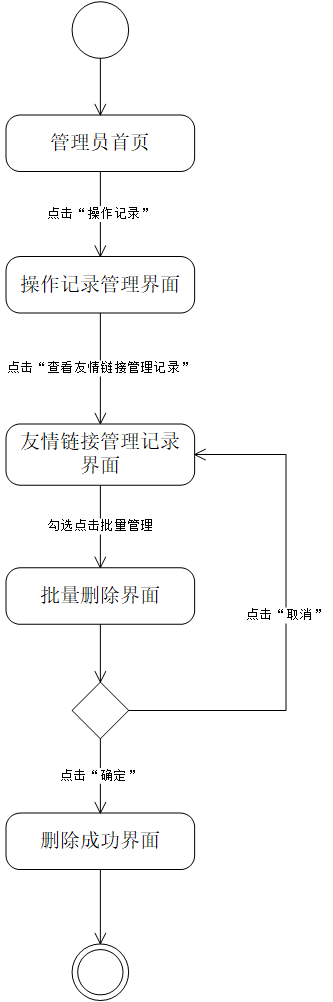 管理员首页
点击“操作记录”
操作记录管理界面
点击“查看友情链接管理记录”
友情链接管理记录
界面
勾选点击批量管理
批量删除界面
点击“取消”
点击“确定”
删除成功界面